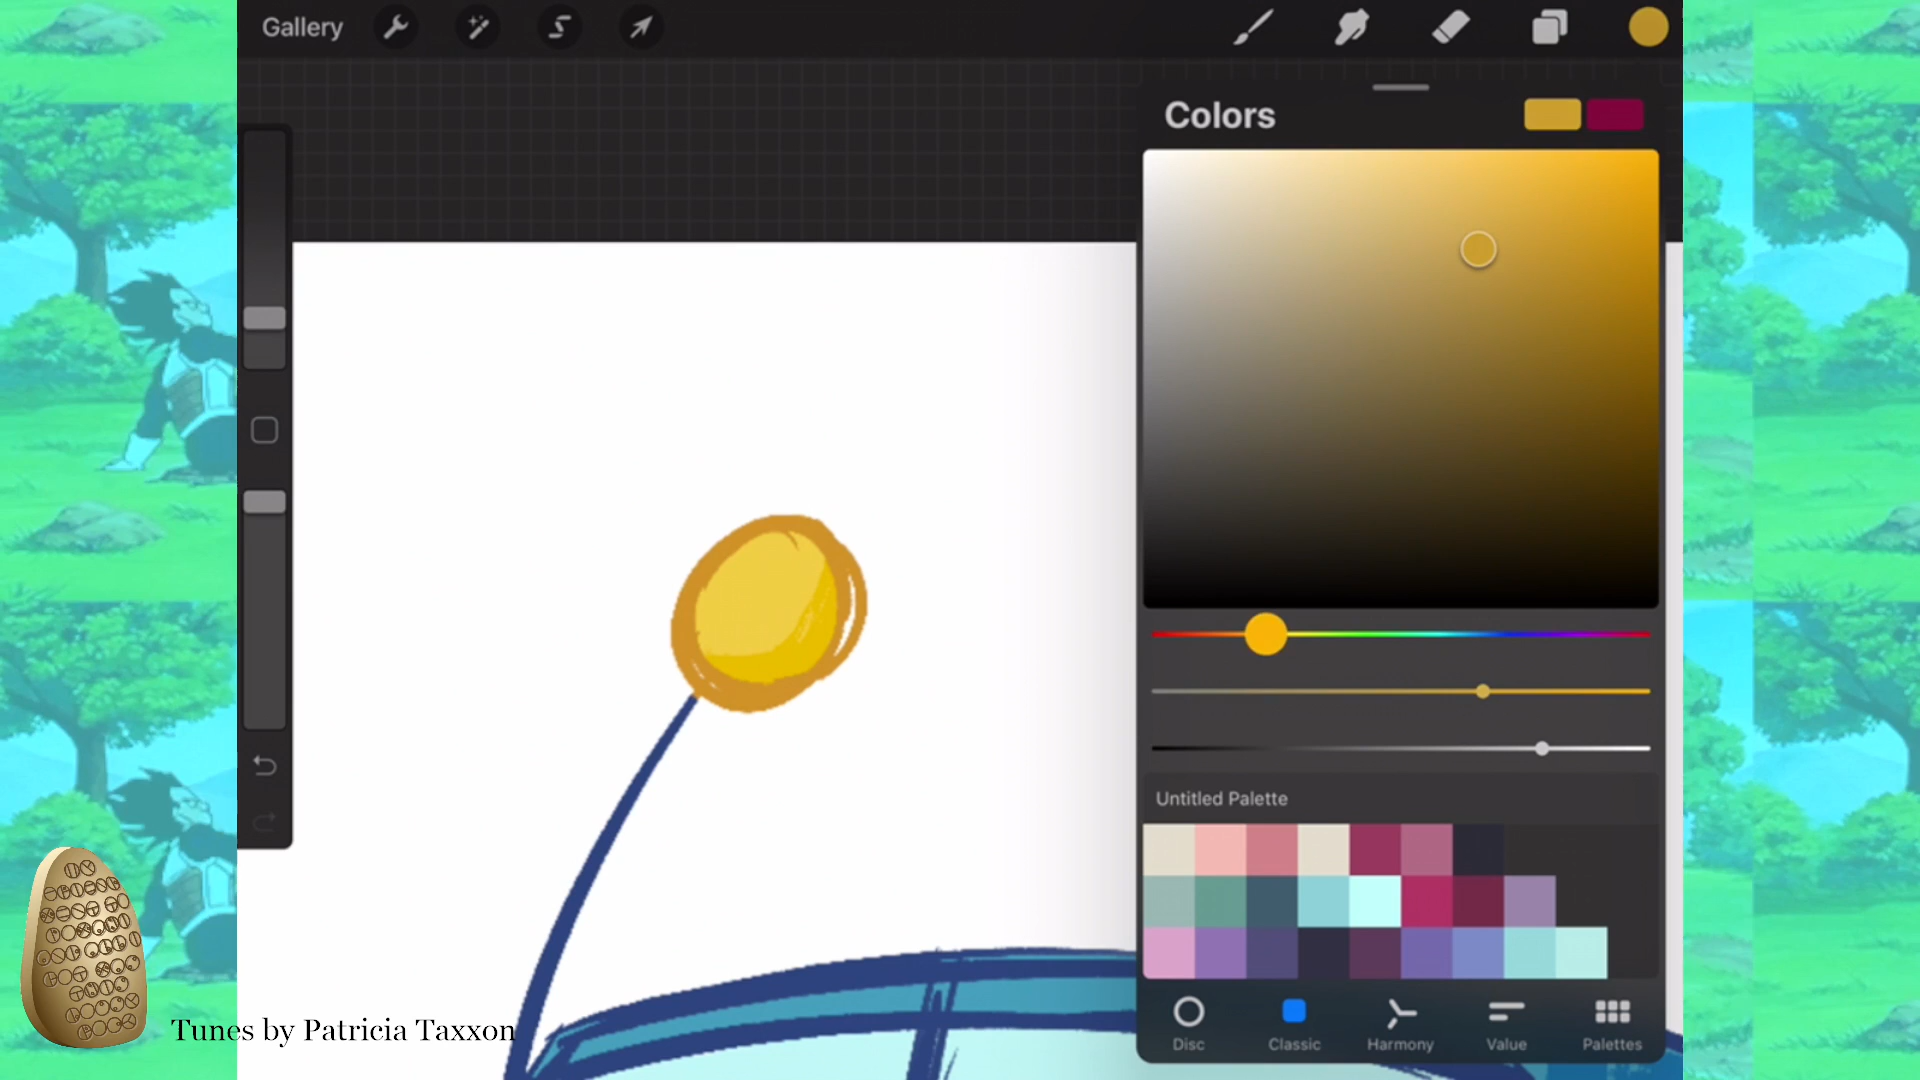 Gallery
Colors
Untitled Palette
Disc
Classic
Harmony
Value
Palettes
Tunes by Patricia Taxxon